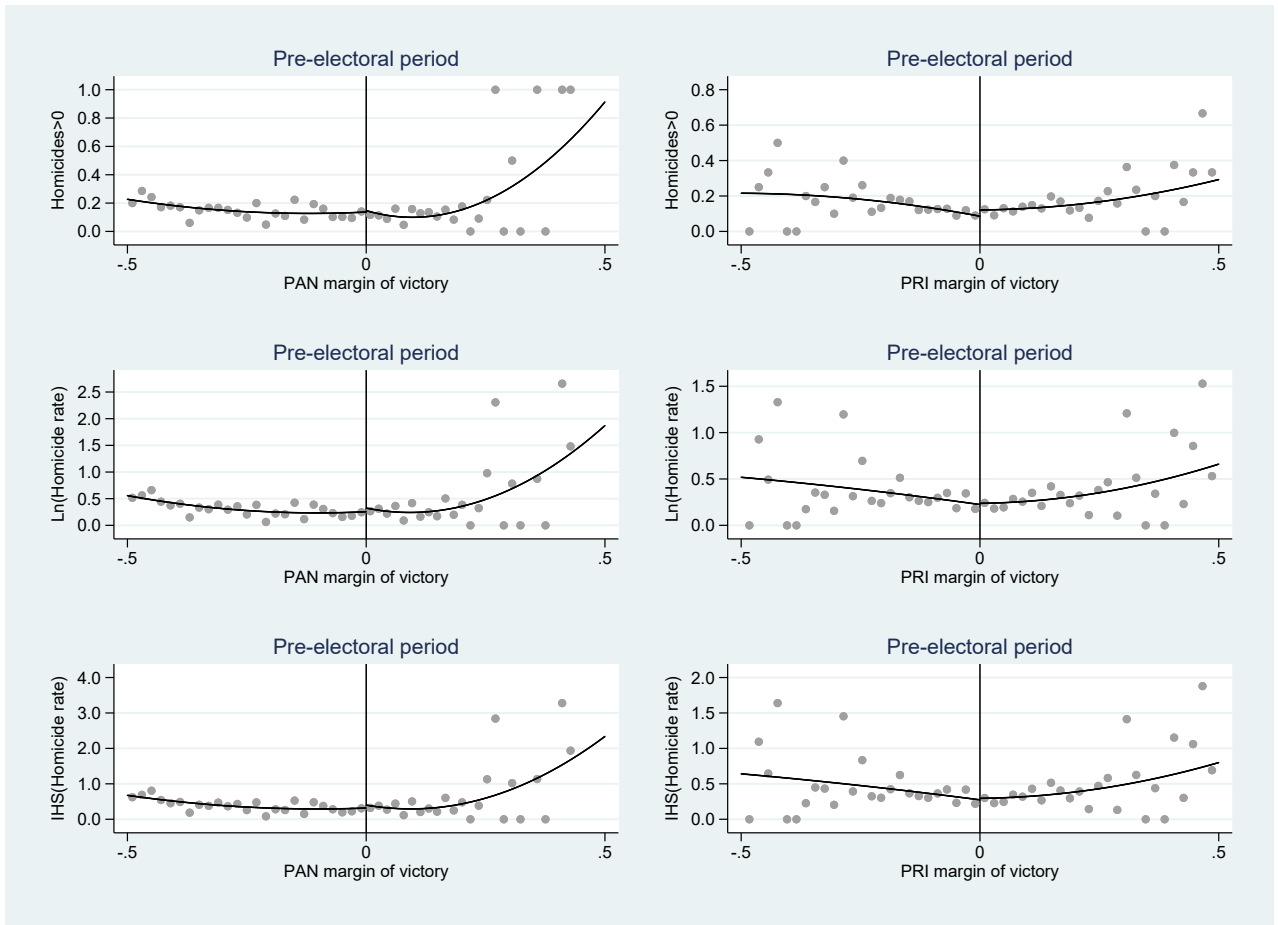 Pre-electoral period
Homicides>0
1.0
0.8
0.6
0.4
0.2
0.0
-.5 0 .5
PAN margin of victory
Pre-electoral period
Homicides>0
0.8
0.6
0.4
0.2
0.0
-.5 0 .5
PRI margin of victory
Pre-electoral period
Ln(Homicide rate)
2.5
2.0
1.5
1.0
0.5
0.0
-.5 0 .5
PAN margin of victory
Pre-electoral period
Ln(Homicide rate)
1.5
1.0
0.5
0.0
-.5 0 .5
PRI margin of victory
Pre-electoral period
IHS(Homicide rate)
4.0
3.0
2.0
1.0
0.0
-.5 0 .5
PAN margin of victory
Pre-electoral period
IHS(Homicide rate)
2.0
1.5
1.0
0.5
0.0
-.5 0 .5
PRI margin of victory